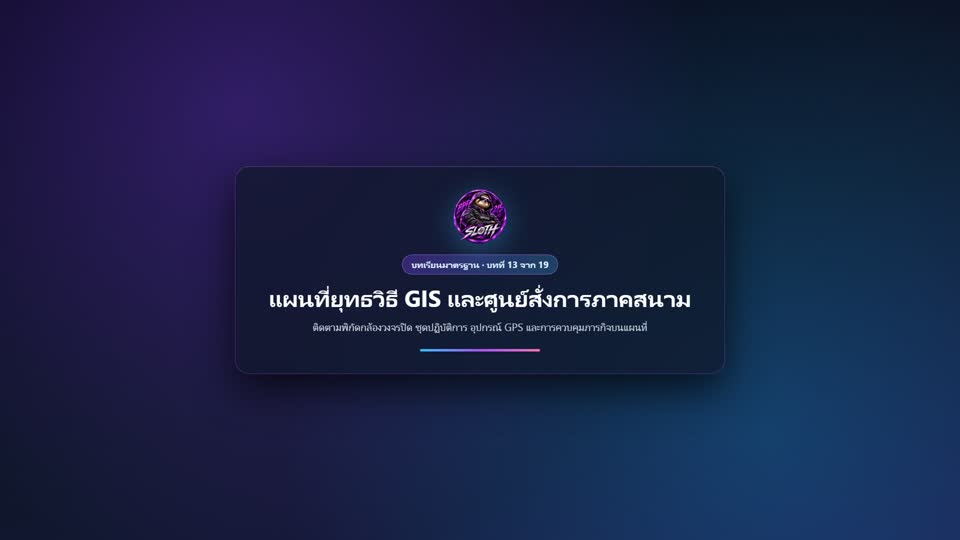 SLOTH
บทเรียนมาตรฐาน • บทที่ 13 จาก 19
แผนที่ยุทธวิธี GIS และศูนย์สั่งการภาคสนาม
ติดตามพิกัดกล้องวงจรปิด ชุดปฏิบัติการ อุปกรณ์ GPS และการควบคุมภารกิจบนแผนที่